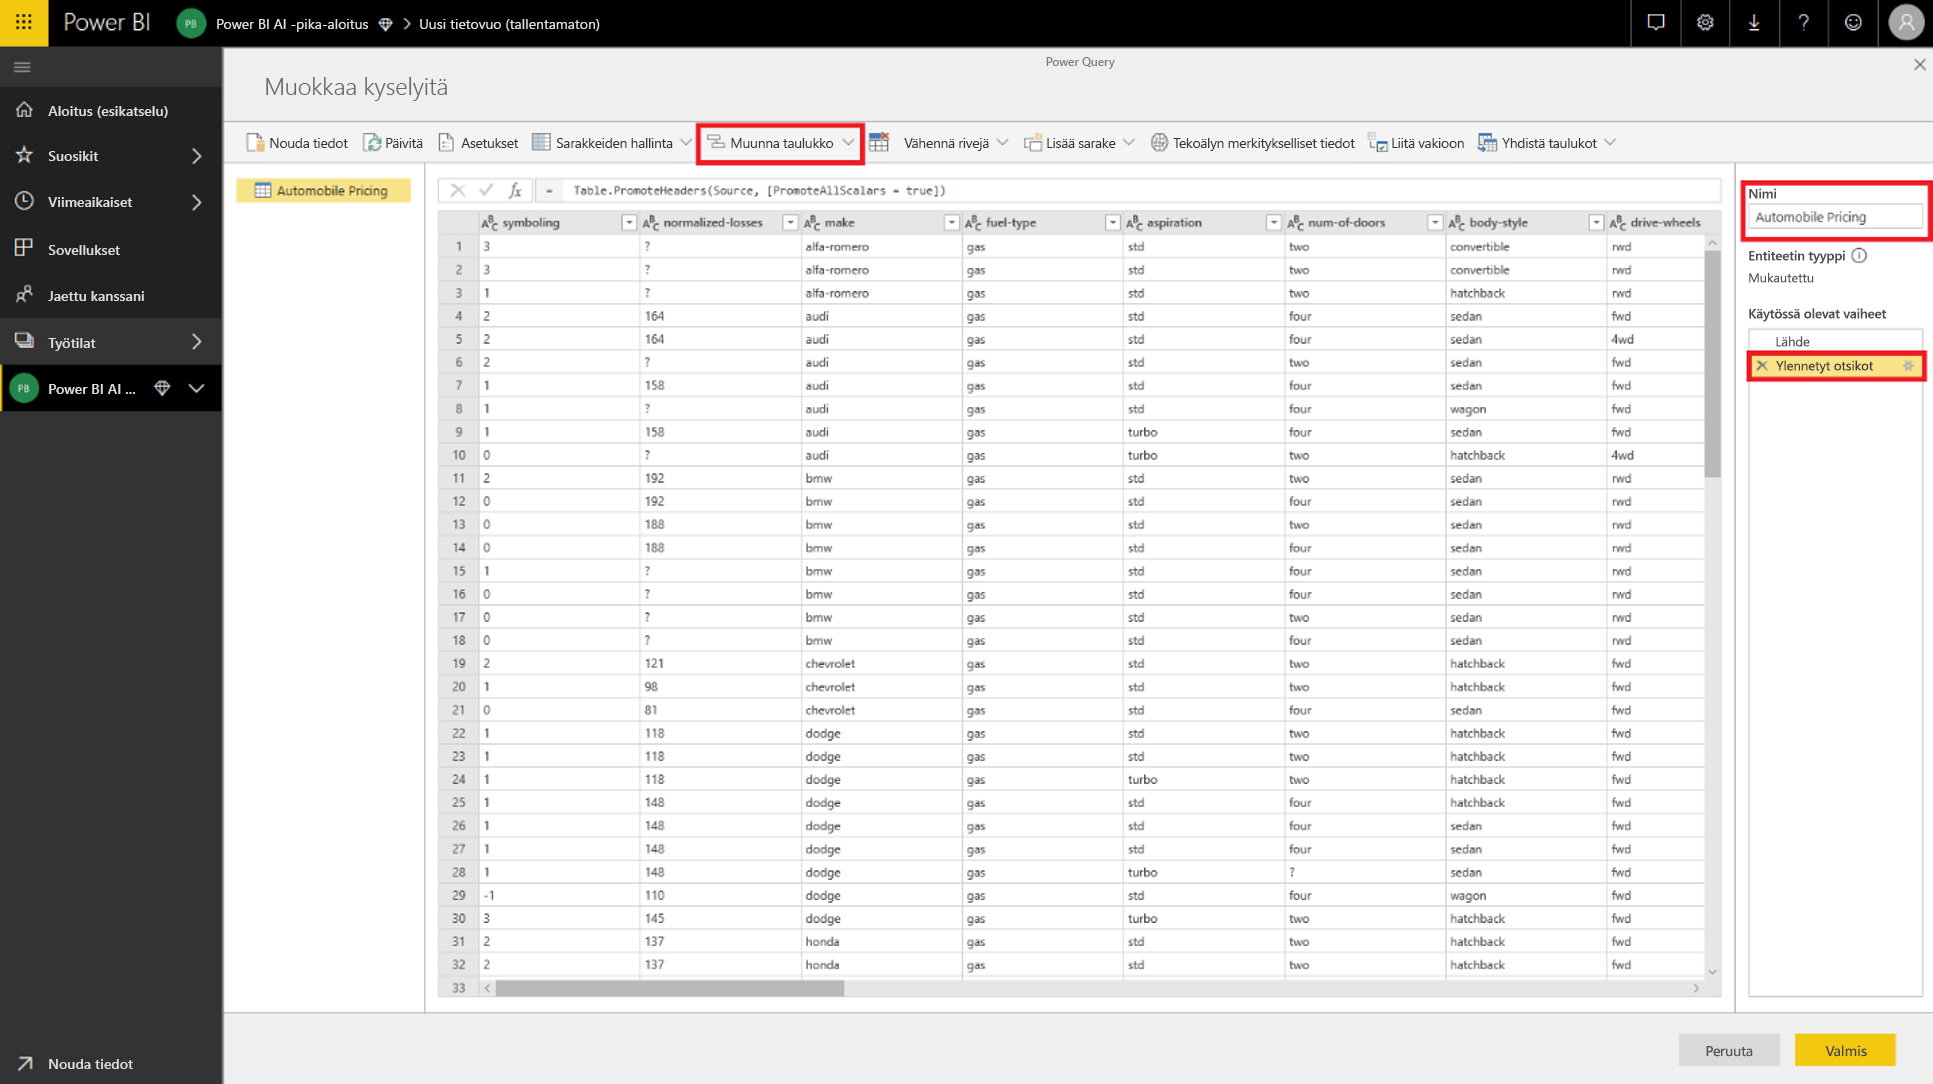 Power BI PB Power BI AI -pika-aloitus > Uusi tietovuo (tallentamaton)
Power Query
Muokkaa kyselyitä
Aloitus (esikatselu)
Suosikit
Viimeaikaiset
Sovellukset
Jaettu kanssani
Työtilat
PB Power BI AI ...
Nouda tiedot
Nouda tiedot Päivitä Asetukset Sarakkeiden hallinta Muunna taulukko Vähennä rivejä Lisää sarake Tekoälyn merkitykselliset tiedot Liitä vakioon Yhdistä taulukot
Automobile Pricing
fx = Table.PromoteHeaders(Source, [PromoteAllScalars = true])
ABC symboling ABC normalized-losses ABC make ABC fuel-type ABC aspiration ABC num-of-doors ABC body-style ABC drive-wheels
1 3 ? alfa-romero gas std two convertible rwd
2 3 ? alfa-romero gas std two convertible rwd
3 1 ? alfa-romero gas std two hatchback rwd
4 2 164 audi gas std four sedan fwd
5 2 164 audi gas std four sedan 4wd
6 2 ? audi gas std two sedan fwd
7 1 158 audi gas std four sedan fwd
8 1 ? audi gas std four wagon fwd
9 1 158 audi gas turbo four sedan fwd
10 0 ? audi gas turbo two hatchback 4wd
11 2 192 bmw gas std two sedan rwd
12 0 192 bmw gas std four sedan rwd
13 0 188 bmw gas std two sedan rwd
14 0 188 bmw gas std four sedan rwd
15 1 ? bmw gas std four sedan rwd
16 0 ? bmw gas std four sedan rwd
17 0 ? bmw gas std two sedan rwd
18 0 ? bmw gas std four sedan rwd
19 2 121 chevrolet gas std two hatchback fwd
20 1 98 chevrolet gas std two hatchback fwd
21 0 81 chevrolet gas std four sedan fwd
22 1 118 dodge gas std two hatchback fwd
23 1 118 dodge gas std two hatchback fwd
24 1 118 dodge gas turbo two hatchback fwd
25 1 148 dodge gas std four hatchback fwd
26 1 148 dodge gas std four sedan fwd
27 1 148 dodge gas std four sedan fwd
28 1 148 dodge gas turbo ? sedan fwd
29 -1 110 dodge gas std four wagon fwd
30 3 145 dodge gas turbo two hatchback fwd
31 2 137 honda gas std two hatchback fwd
32 2 137 honda gas std two hatchback fwd
33
Nimi
Automobile Pricing
Entiteetin tyyppi
Mukautettu
Käytössä olevat vaiheet
Lähde
Ylennetyt otsikot
Peruuta Valmis